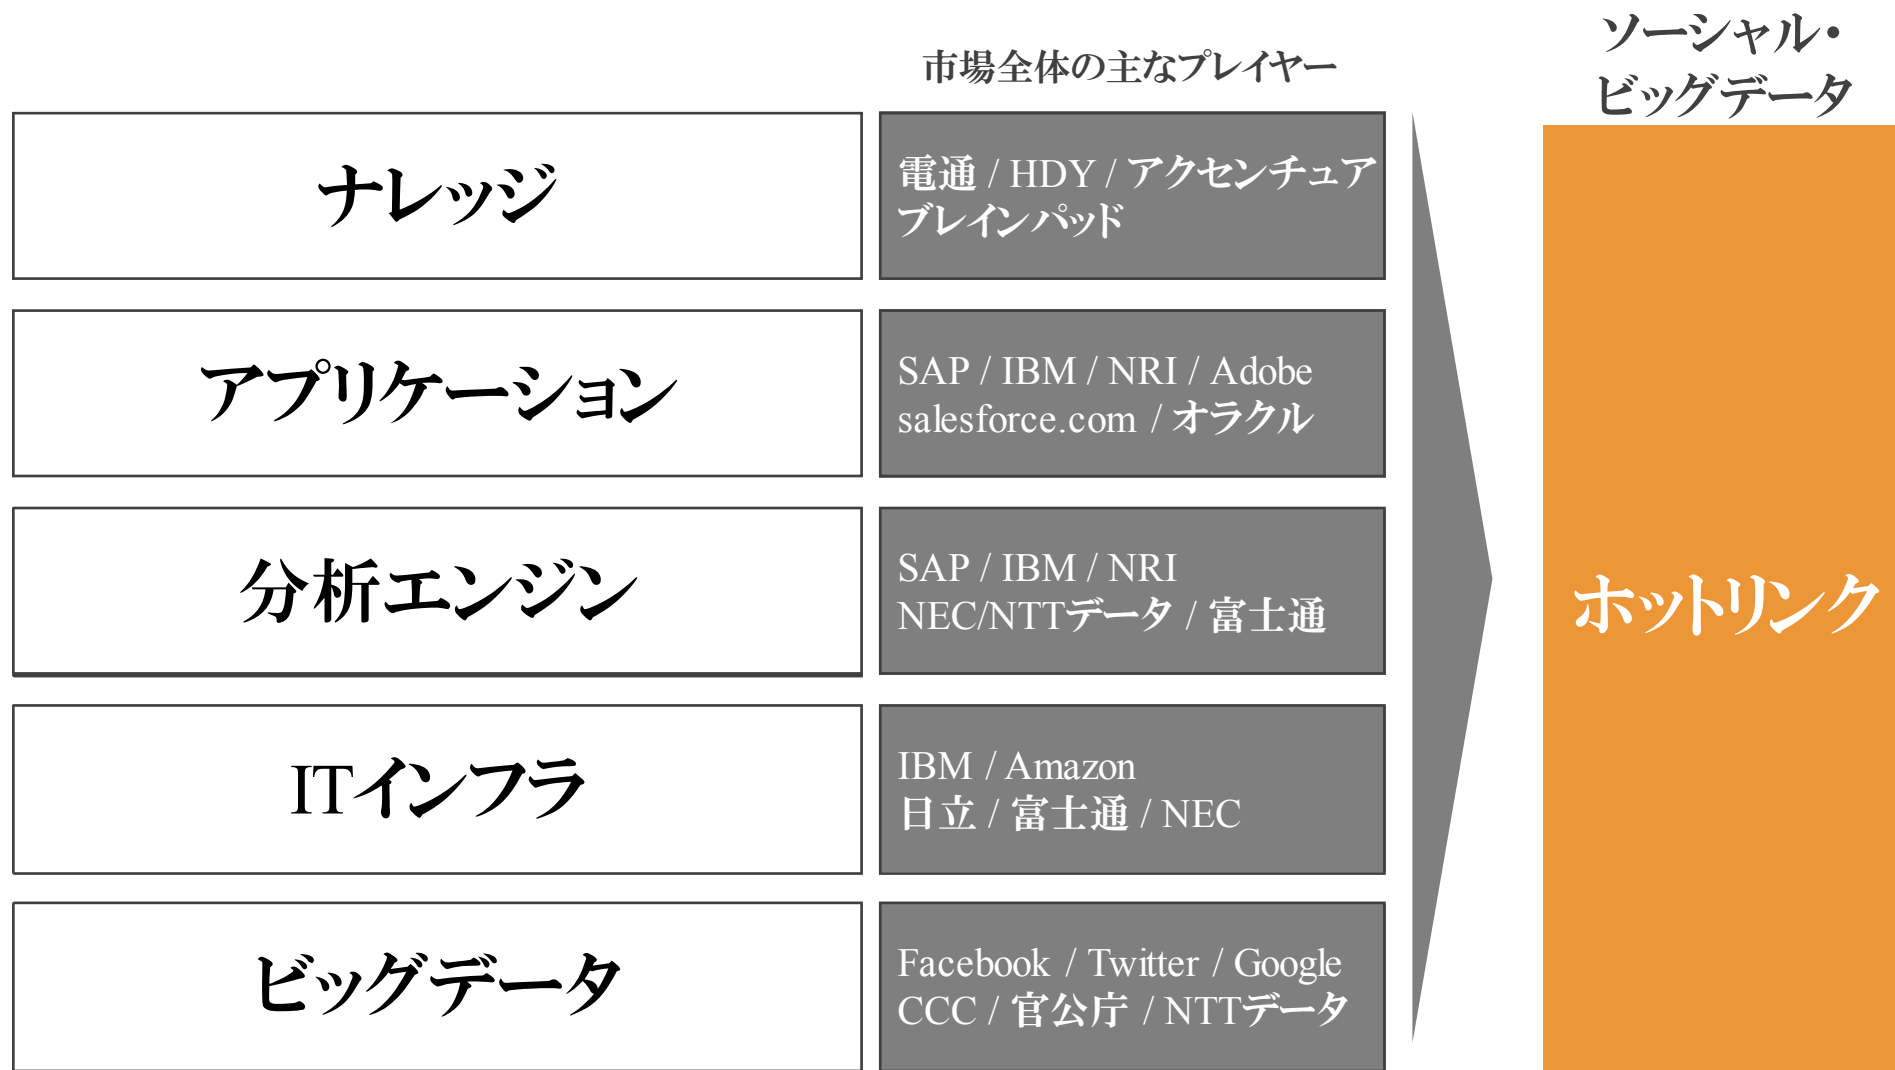 市場全体の主なプレイヤー
ソーシャル・
ビッグデータ
ナレッジ
電通 / HDY / アクセンチュア
ブレインパッド
アプリケーション
SAP / IBM / NRI / Adobe
salesforce.com / オラクル
分析エンジン
SAP / IBM / NRI
NEC/NTTデータ / 富士通
ITインフラ
IBM / Amazon
日立 / 富士通 / NEC
ビッグデータ
Facebook / Twitter / Google
CCC / 官公庁 / NTTデータ
ホットリンク